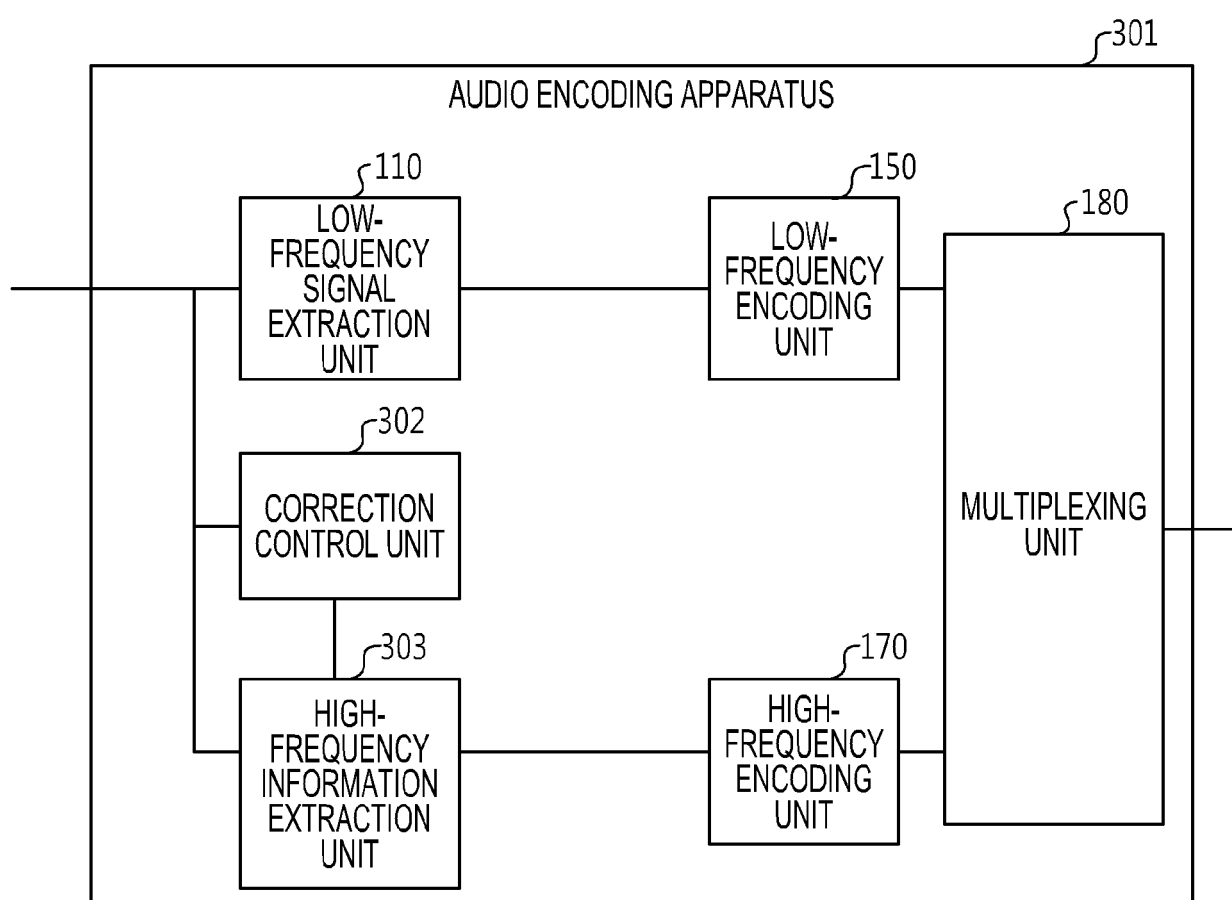 301
AUDIO ENCODING APPARATUS
110
LOW-
FREQUENCY
SIGNAL
EXTRACTION
UNIT
150
LOW-
FREQUENCY
ENCODING
UNIT
180
MULTIPLEXING
UNIT
302
CORRECTION
CONTROL UNIT
303
HIGH-
FREQUENCY
INFORMATION
EXTRACTION
UNIT
170
HIGH-
FREQUENCY
ENCODING
UNIT